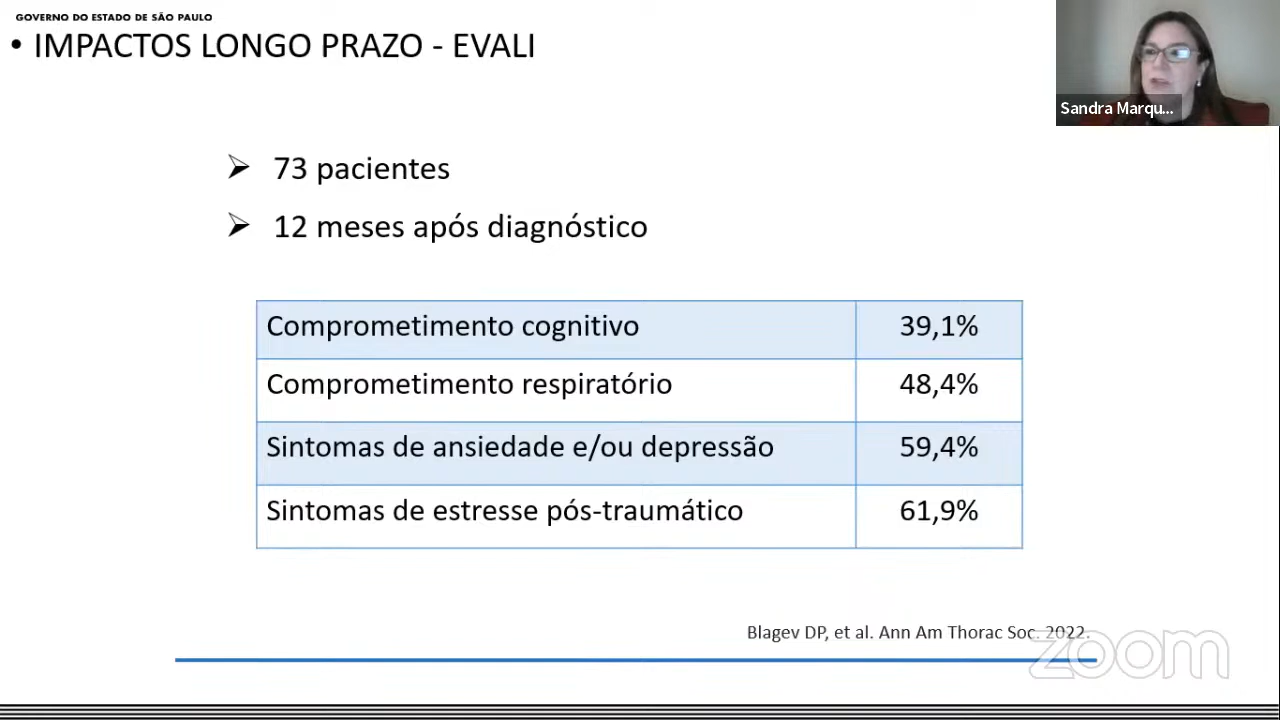 GOVERNO DO ESTADO DE SÃO PAULO
• IMPACTOS LONGO PRAZO - EVALI
Sandra Marqu...
➢ 73 pacientes
➢ 12 meses após diagnóstico
Comprometimento cognitivo 39,1%
Comprometimento respiratório 48,4%
Sintomas de ansiedade e/ou depressão 59,4%
Sintomas de estresse pós-traumático 61,9%
Blagev DP, et al. Ann Am Thorac Soc. 2022.
zoom